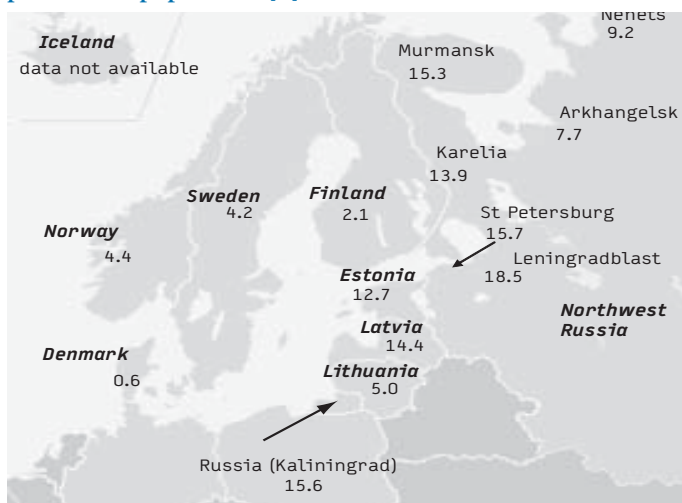 Nenets
9.2
Iceland
data not available
Murmansk
15.3
Arkhangelsk
7.7
Karelia
13.9
Sweden
4.2
Finland
2.1
St Petersburg
15.7
Norway
4.4
Leningradblast
18.5
Estonia
12.7
Northwest
Russia
Latvia
14.4
Denmark
0.6
Lithuania
5.0
Russia (Kaliningrad)
15.6